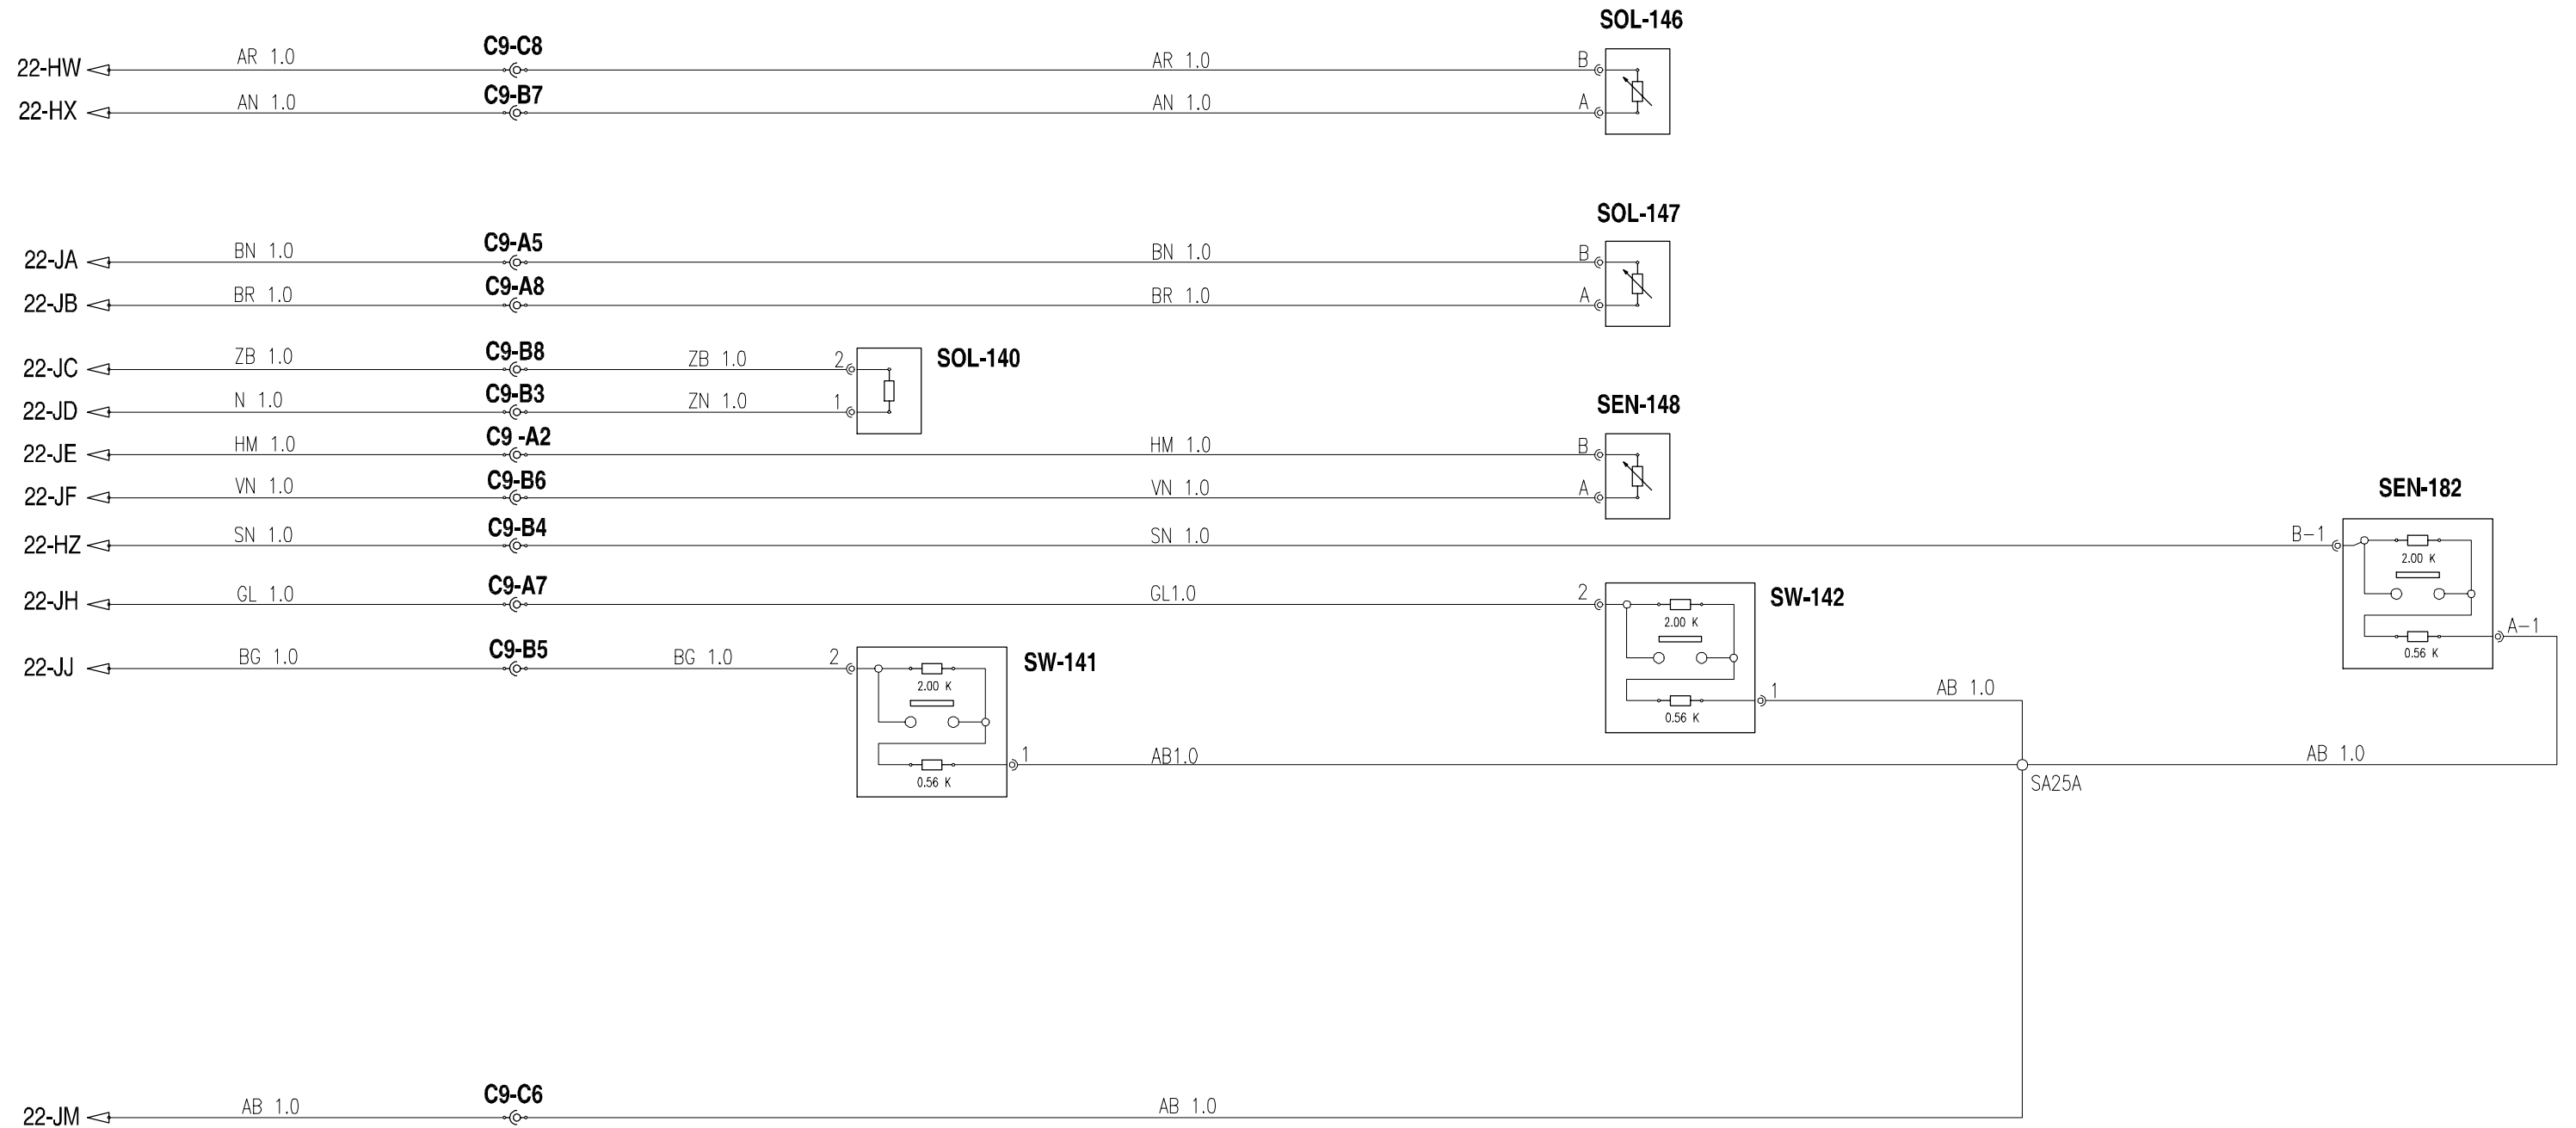 SOL-146
22-HW AR 1.0 C9-C8 AR 1.0 B
22-HX AN 1.0 C9-B7 AN 1.0 A
SOL-147
22-JA BN 1.0 C9-A5 BN 1.0 B
22-JB BR 1.0 C9-A8 BR 1.0 A
22-JC ZB 1.0 C9-B8 ZB 1.0 2 SOL-140
22-JD N 1.0 C9-B3 ZN 1.0 1
SEN-148
22-JE HM 1.0 C9 -A2 HM 1.0 B
22-JF VN 1.0 C9-B6 VN 1.0 A
SEN-182
22-HZ SN 1.0 C9-B4 SN 1.0 B-1
2.00 K
22-JH GL 1.0 C9-A7 GL1.0 2 SW-142
2.00 K
A-1
0.56 K
22-JJ BG 1.0 C9-B5 BG 1.0 2 SW-141
2.00 K
1 AB 1.0
0.56 K
1 AB1.0 AB 1.0
0.56 K
SA25A
22-JM AB 1.0 C9-C6 AB 1.0